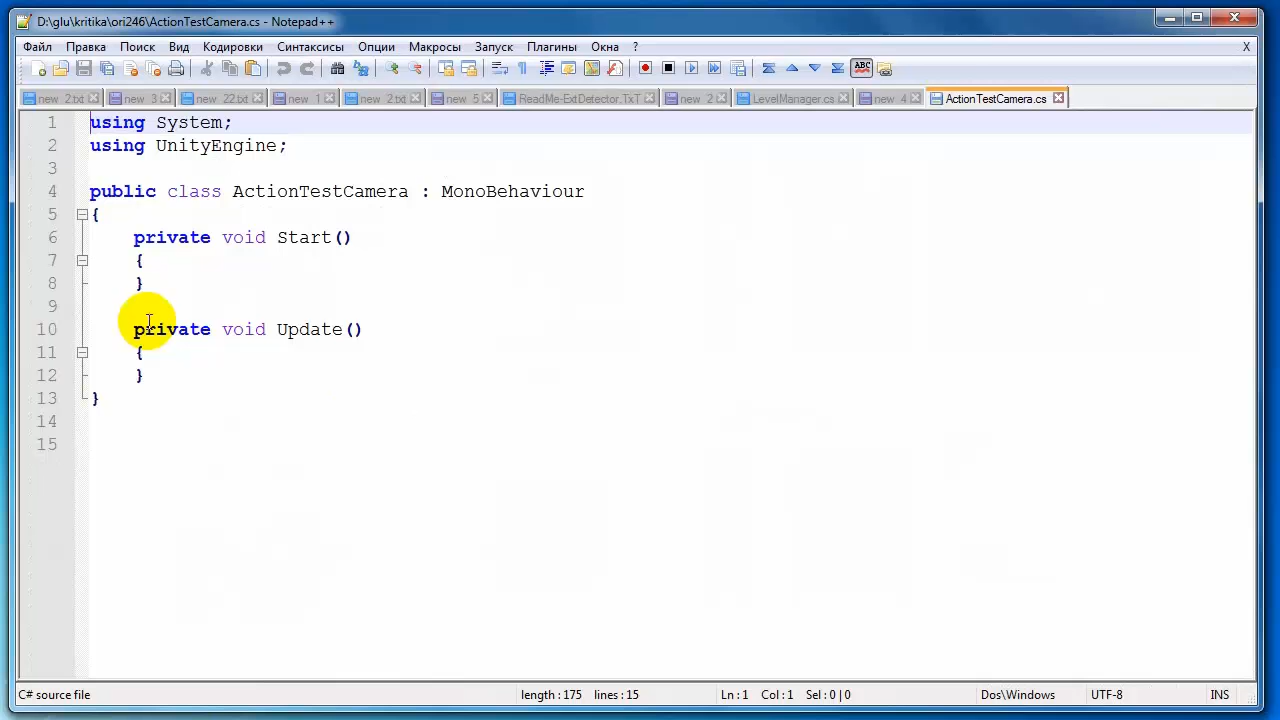 D:\glu\kritika\ori246\ActionTestCamera.cs - Notepad++
Файл Правка Поиск Вид Кодировки Синтаксисы Опции Макросы Запуск Плагины Окна ? X
new 2.txt new 3 new 22.txt new 1 new 2.txt new 5 ReadMe-ExtDetector.TxT new 2 LevelManager.cs new 4 ActionTestCamera.cs
1 using System;
2 using UnityEngine;
3
4 public class ActionTestCamera : MonoBehaviour
5 {
6 private void Start()
7 {
8 }
9
10 private void Update()
11 {
12 }
13 }
14
15
C# source file length : 175 lines : 15 Ln : 1 Col : 1 Sel : 0 | 0 Dos\Windows UTF-8 INS